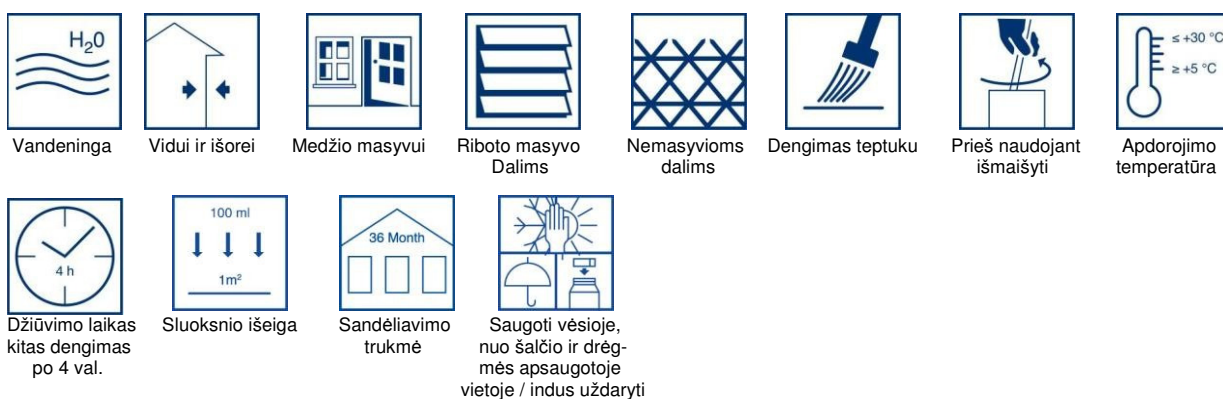 H₂0
≤ +30 °C
≥ +5 °C
Vandeninga
Vidui ir išorei
Medžio masyvui
Riboto masyvo
Dalims
Nemasyvioms
dalims
Dengimas teptuku
Prieš naudojant
išmaišyti
Apdorojimo
temperatūra
4 h
100 ml
1m²
36 Month
Džiūvimo laikas
kitas dengimas
po 4 val.
Sluoksnio išeiga
Sandėliavimo
trukmė
Saugoti vėsioje,
nuo šalčio ir drėg-
mės apsaugotoje
vietoje / indus uždaryti